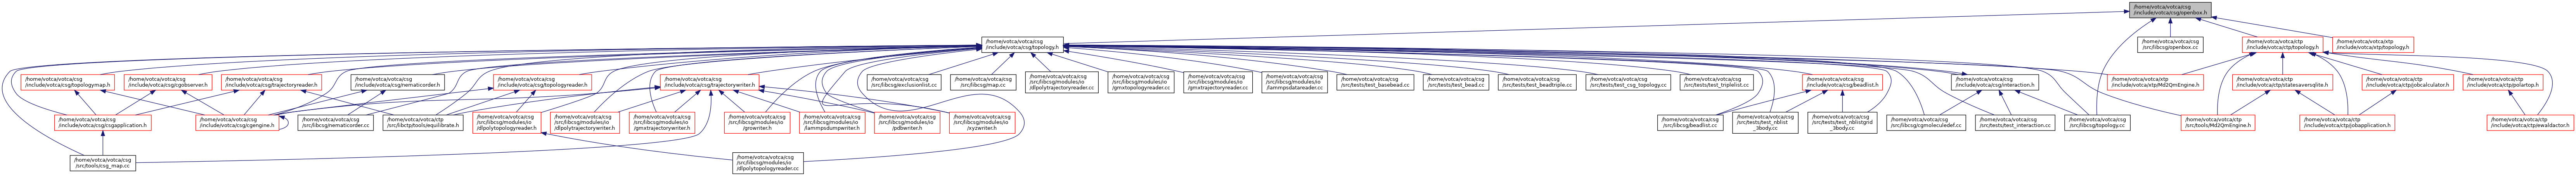 /home/votca/votca/csg
/include/votca/csg/openbox.h
/home/votca/votca/csg
/include/votca/csg/topology.h
/home/votca/votca/csg
/src/libcsg/openbox.cc
/home/votca/votca/ctp
/include/votca/ctp/topology.h
/home/votca/votca/xtp
/include/votca/xtp/topology.h
/home/votca/votca/csg
/include/votca/csg/topologymap.h
/home/votca/votca/csg
/include/votca/csg/cgobserver.h
/home/votca/votca/csg
/include/votca/csg/trajectoryreader.h
/home/votca/votca/csg
/include/votca/csg/nematicorder.h
/home/votca/votca/csg
/include/votca/csg/topologyreader.h
/home/votca/votca/csg
/include/votca/csg/trajectorywriter.h
/home/votca/votca/csg
/src/libcsg/exclusionlist.cc
/home/votca/votca/csg
/src/libcsg/map.cc
/home/votca/votca/csg
/src/libcsg/modules/io
/dlpolytrajectoryreader.cc
/home/votca/votca/csg
/src/libcsg/modules/io
/gmxtopologyreader.cc
/home/votca/votca/csg
/src/libcsg/modules/io
/gmxtrajectoryreader.cc
/home/votca/votca/csg
/src/libcsg/modules/io
/lammpsdatareader.cc
/home/votca/votca/csg
/src/tests/test_basebead.cc
/home/votca/votca/csg
/src/tests/test_bead.cc
/home/votca/votca/csg
/src/tests/test_beadtriple.cc
/home/votca/votca/csg
/src/tests/test_csg_topology.cc
/home/votca/votca/csg
/src/tests/test_triplelist.cc
/home/votca/votca/csg
/include/votca/csg/beadlist.h
/home/votca/votca/csg
/include/votca/csg/interaction.h
/home/votca/votca/xtp
/include/votca/xtp/Md2QmEngine.h
/home/votca/votca/ctp
/include/votca/ctp/statesaversqlite.h
/home/votca/votca/ctp
/include/votca/ctp/jobcalculator.h
/home/votca/votca/ctp
/include/votca/ctp/polartop.h
/home/votca/votca/csg
/include/votca/csg/csgapplication.h
/home/votca/votca/csg
/include/votca/csg/cgengine.h
/home/votca/votca/csg
/src/libcsg/nematicorder.cc
/home/votca/votca/ctp
/src/libctp/tools/equilibrate.h
/home/votca/votca/csg
/src/libcsg/modules/io
/dlpolytopologyreader.h
/home/votca/votca/csg
/src/libcsg/modules/io
/dlpolytrajectorywriter.h
/home/votca/votca/csg
/src/libcsg/modules/io
/gmxtrajectorywriter.h
/home/votca/votca/csg
/src/libcsg/modules/io
/growriter.h
/home/votca/votca/csg
/src/libcsg/modules/io
/lammpsdumpwriter.h
/home/votca/votca/csg
/src/libcsg/modules/io
/pdbwriter.h
/home/votca/votca/csg
/src/libcsg/modules/io
/xyzwriter.h
/home/votca/votca/csg
/src/libcsg/beadlist.cc
/home/votca/votca/csg
/src/tests/test_nblist
_3body.cc
/home/votca/votca/csg
/src/tests/test_nblistgrid
_3body.cc
/home/votca/votca/csg
/src/libcsg/cgmoleculedef.cc
/home/votca/votca/csg
/src/tests/test_interaction.cc
/home/votca/votca/csg
/src/libcsg/topology.cc
/home/votca/votca/ctp
/src/tools/Md2QmEngine.h
/home/votca/votca/ctp
/include/votca/ctp/jobapplication.h
/home/votca/votca/ctp
/include/votca/ctp/ewaldactor.h
/home/votca/votca/csg
/src/tools/csg_map.cc
/home/votca/votca/csg
/src/libcsg/modules/io
/dlpolytopologyreader.cc